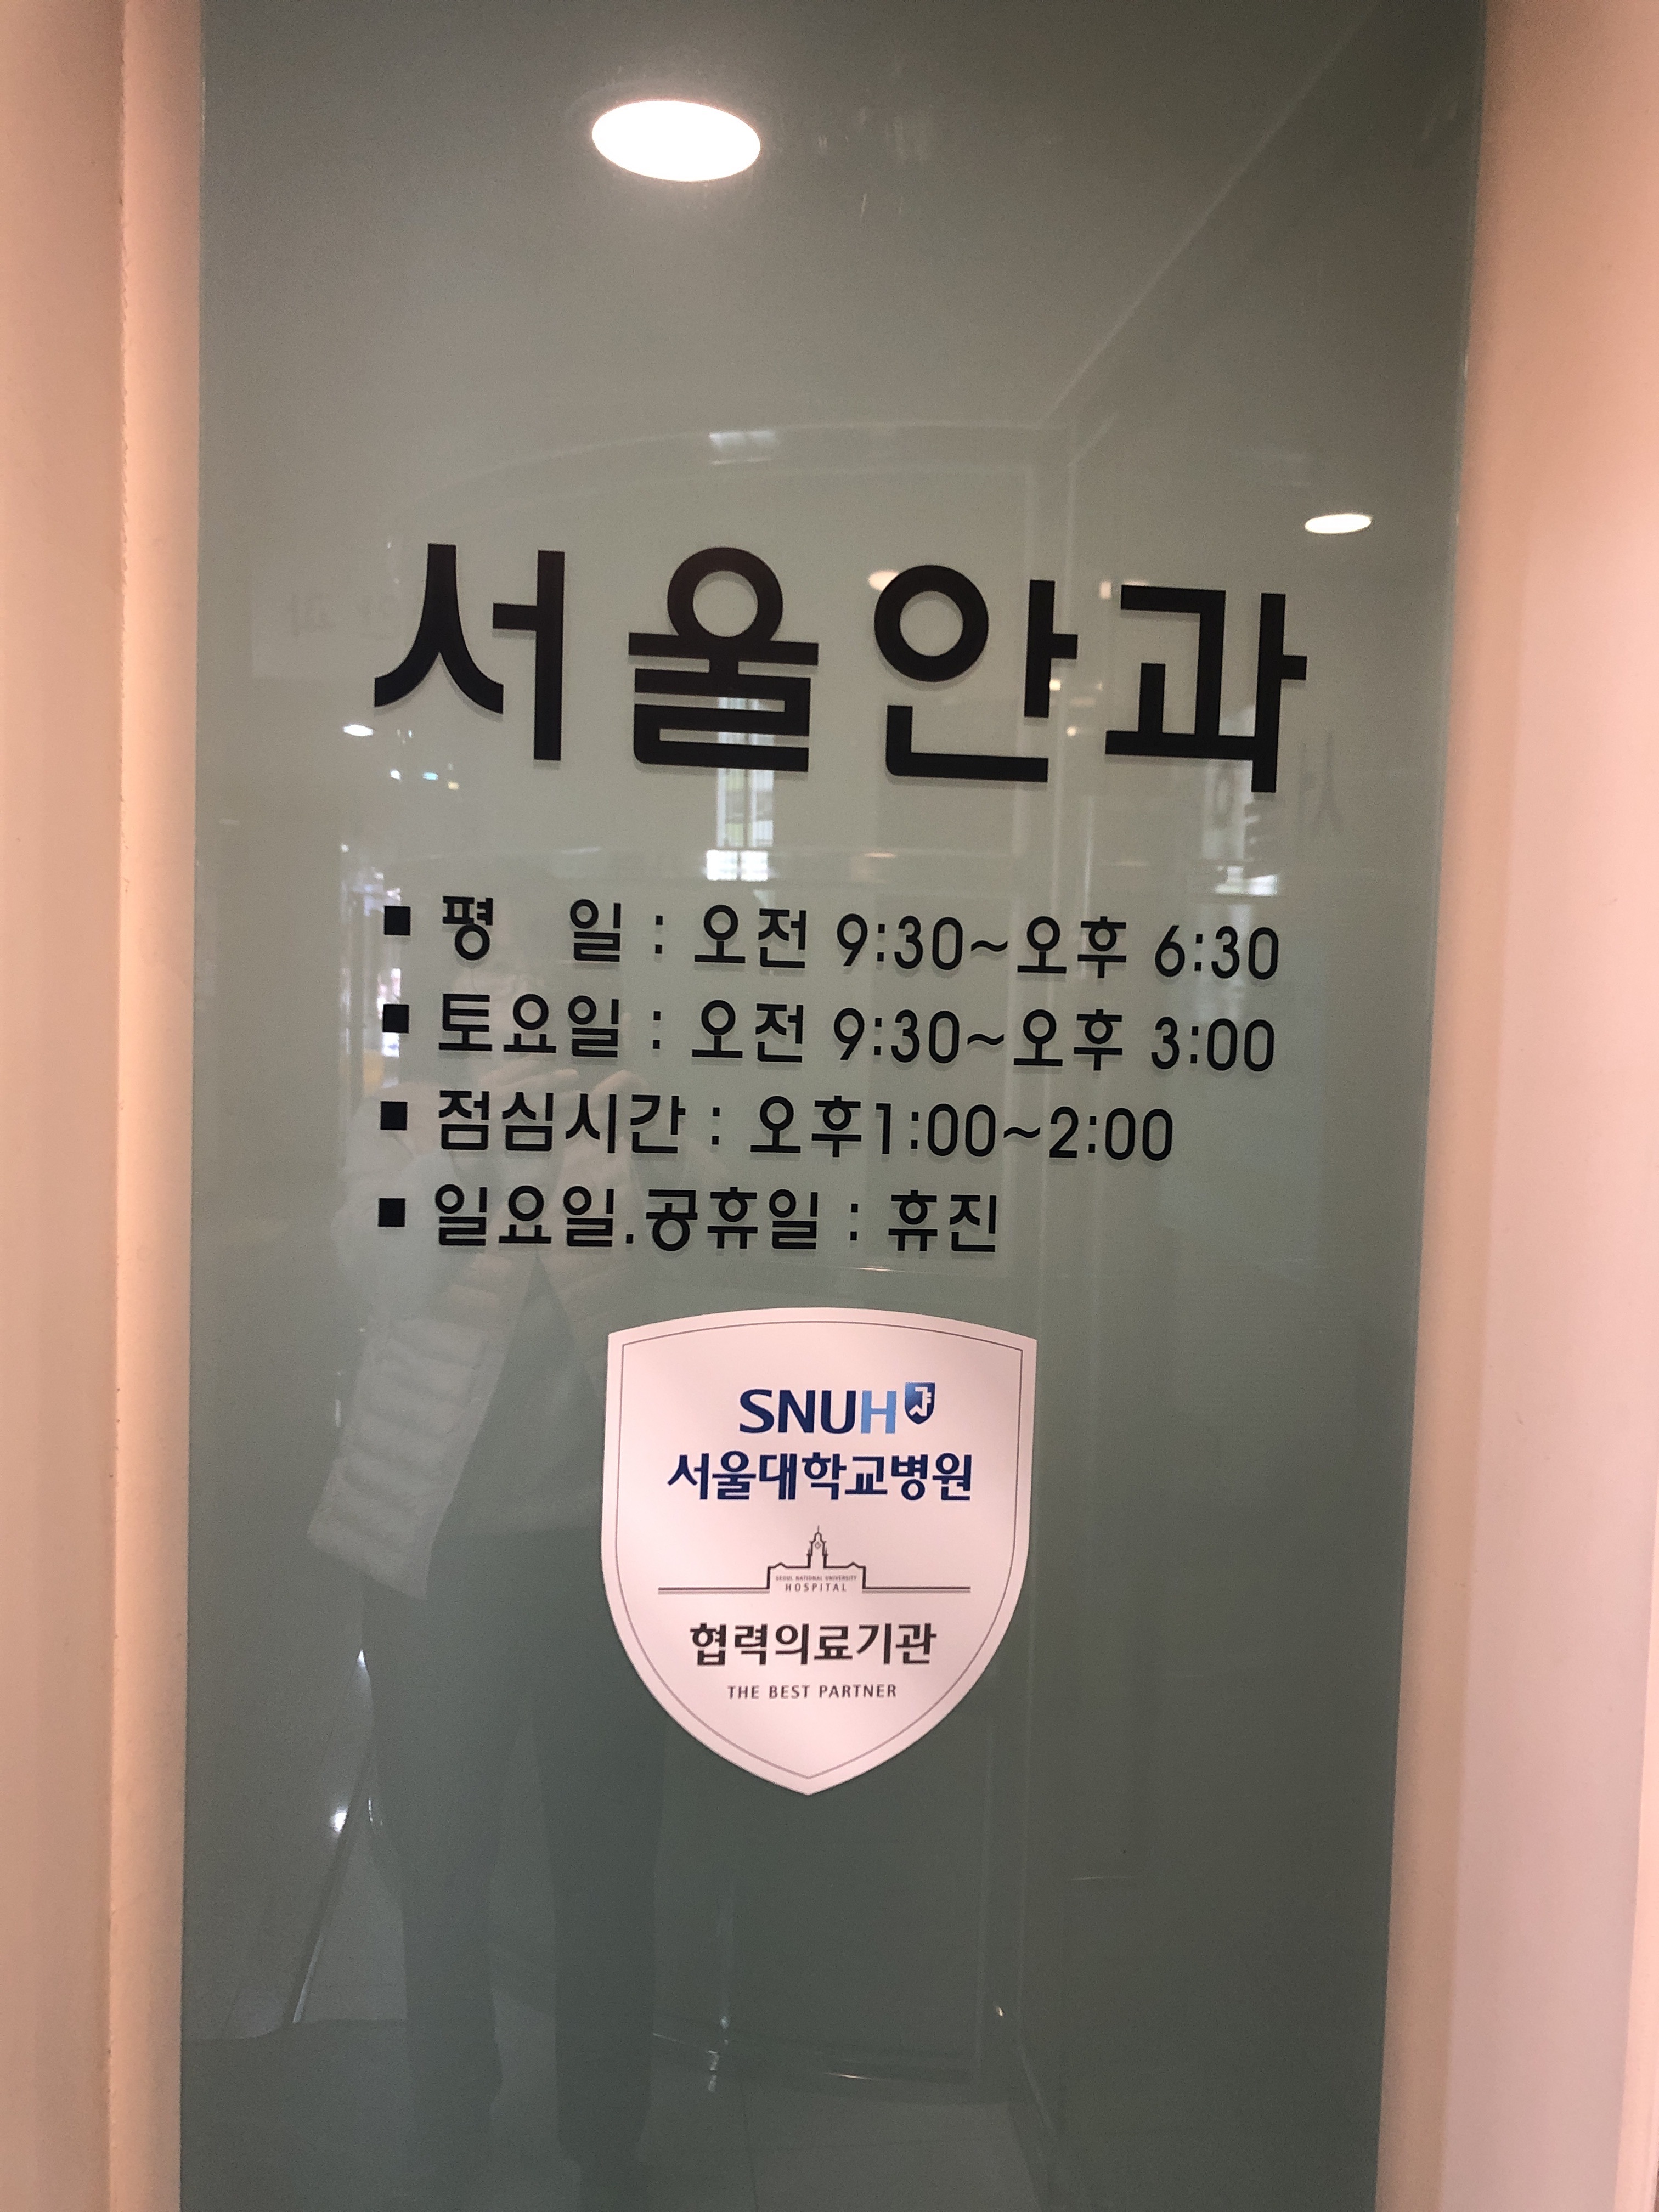 서울안과
■ 평 일 : 오전 9:30~오후 6:30
■ 토요일 : 오전 9:30~오후 3:00
■ 점심시간 : 오후1:00~2:00
■ 일요일.공휴일 : 휴진
SNUH
서울대학교병원
SEOUL NATIONAL UNIVERSITY
HOSPITAL
협력의료기관
THE BEST PARTNER